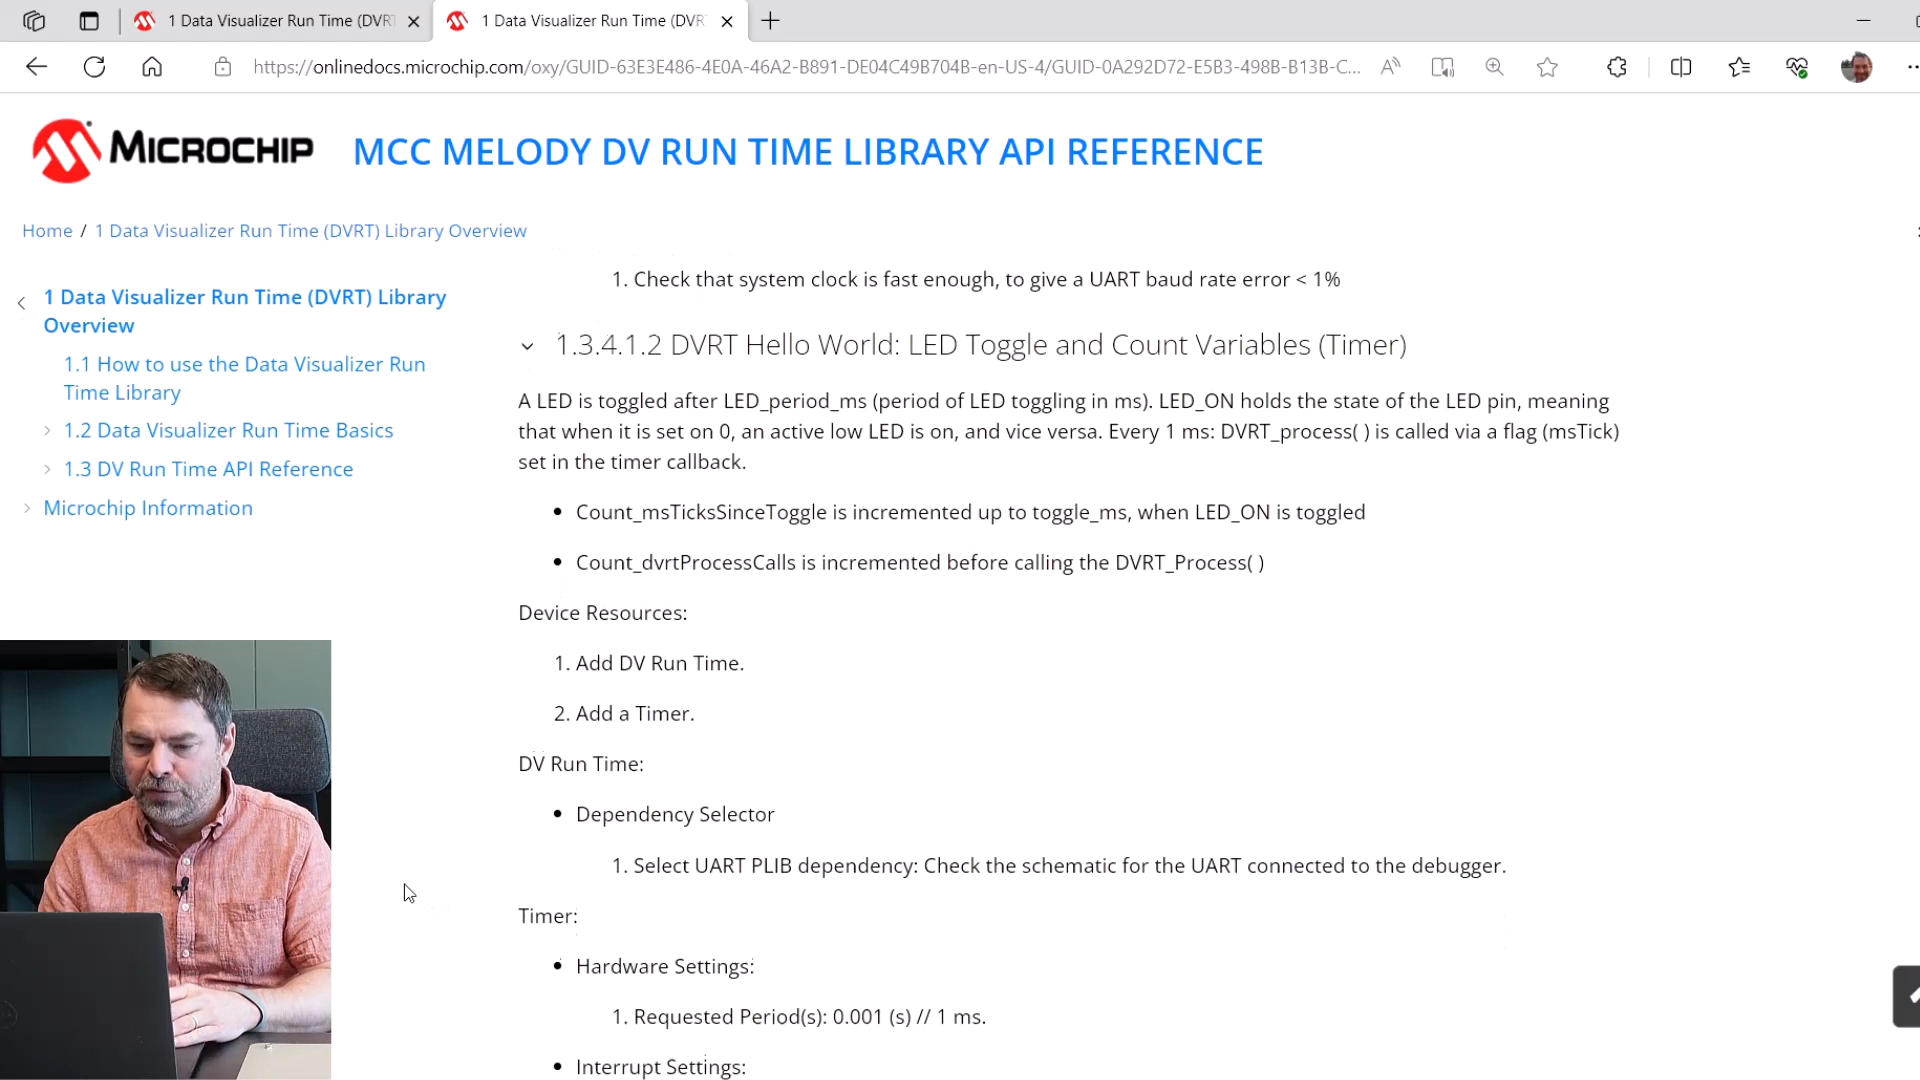 1 Data Visualizer Run Time (DVRT
1 Data Visualizer Run Time (DVR
https://onlinedocs.microchip.com/oxy/GUID-63E3E486-4E0A-46A2-B891-DE04C49B704B-en-US-4/GUID-0A292D72-E5B3-498B-B13B-C...
MICROCHIP
MCC MELODY DV RUN TIME LIBRARY API REFERENCE
Home / 1 Data Visualizer Run Time (DVRT) Library Overview
1 Data Visualizer Run Time (DVRT) Library
Overview
1.1 How to use the Data Visualizer Run
Time Library
1.2 Data Visualizer Run Time Basics
1.3 DV Run Time API Reference
Microchip Information
1. Check that system clock is fast enough, to give a UART baud rate error < 1%
1.3.4.1.2 DVRT Hello World: LED Toggle and Count Variables (Timer)
A LED is toggled after LED_period_ms (period of LED toggling in ms). LED_ON holds the state of the LED pin, meaning
that when it is set on 0, an active low LED is on, and vice versa. Every 1 ms: DVRT_process( ) is called via a flag (msTick)
set in the timer callback.
• Count_msTicksSinceToggle is incremented up to toggle_ms, when LED_ON is toggled
• Count_dvrtProcessCalls is incremented before calling the DVRT_Process( )
Device Resources:
1. Add DV Run Time.
2. Add a Timer.
DV Run Time:
• Dependency Selector
1. Select UART PLIB dependency: Check the schematic for the UART connected to the debugger.
Timer:
• Hardware Settings:
1. Requested Period(s): 0.001 (s) // 1 ms.
• Interrupt Settings: